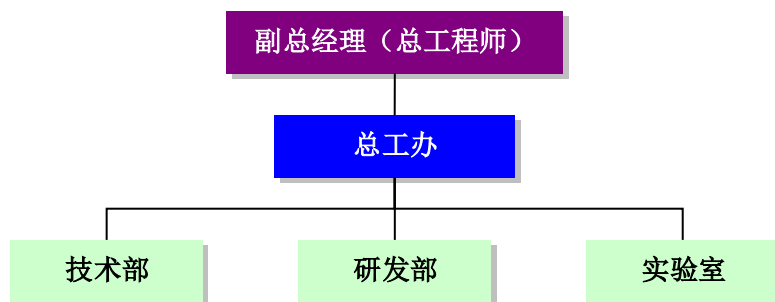 副总经理（总工程师）
总工办
技术部
研发部
实验室